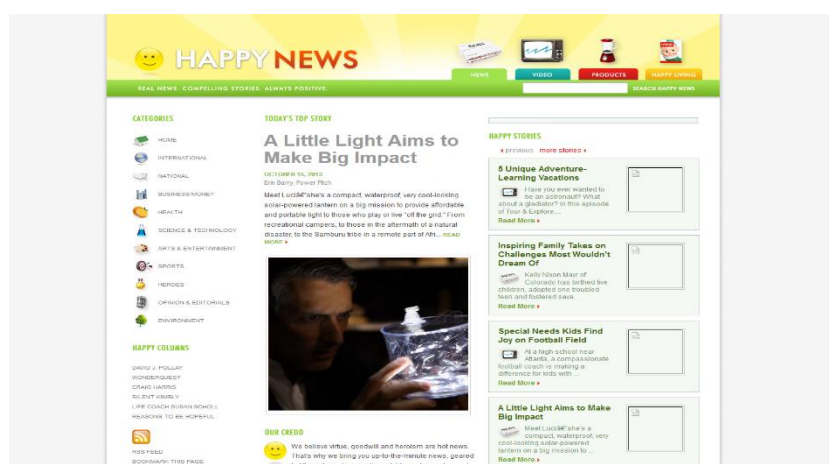 HAPPY NEWS
NEWS
VIDEO
PRODUCTS
HAPPY LIVING
REAL NEWS. COMPELLING STORIES. ALWAYS POSITIVE.
SEARCH HAPPY NEWS
CATEGORIES
HOME
INTERNATIONAL
NATIONAL
BUSINESS/MONEY
HEALTH
SCIENCE & TECHNOLOGY
ARTS & ENTERTAINMENT
SPORTS
HEROES
OPINION & EDITORIALS
ENVIRONMENT
HAPPY COLUMNS
DAVID J. POLLAY
WONDERQUEST
CRAIG HARRIS
SILENT KIMBLY
LIFE COACH SUSAN SCHOLL
REASONS TO BE HOPEFUL
RSS FEED
BOOKMARK THIS PAGE
TODAY'S TOP STORY
A Little Light Aims to
Make Big Impact
OCTOBER 15, 2013
Erin Barry, Power Pitch
Meet Luciâ€"she's a compact, waterproof, very cool-looking
solar-powered lantern on a big mission to provide affordable
and portable light to those who play or live "off the grid." From
recreational campers, to those in the aftermath of a natural
disaster, to the Samburu tribe in a remote part of Afri... READ
MORE
OUR CREDO
We believe virtue, goodwill and heroism are hot news.
That's why we bring you up-to-the-minute news, geared
HAPPY STORIES
previous more stories
5 Unique Adventure-
Learning Vacations
Have you ever wanted to
be an astronaut? What
about a gladiator? In this episode
of Tour & Explore,...
Read More
Inspiring Family Takes on
Challenges Most Wouldn't
Dream Of
Kelly Nixon Mayr of
Colorado has birthed five
children, adopted one troubled
teen and fostered seve...
Read More
Special Needs Kids Find
Joy on Football Field
At a high school near
Atlanta, a compassionate
football coach is making a
difference for kids with ...
Read More
A Little Light Aims to Make
Big Impact
Meet Luciâ€"she's a
compact, waterproof, very
cool-looking solar-powered
lantern on a big mission to ...
Read More